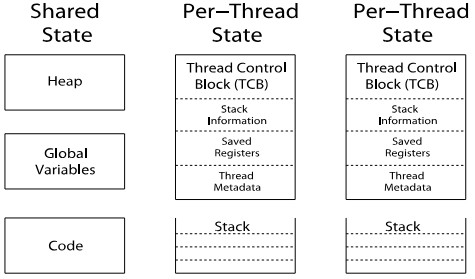 Shared
State
Heap
Global
Variables
Code
Per–Thread
State
Thread Control
Block (TCB)
Stack
Information
Saved
Registers
Thread
Metadata
Stack
Per–Thread
State
Thread Control
Block (TCB)
Stack
Information
Saved
Registers
Thread
Metadata
Stack